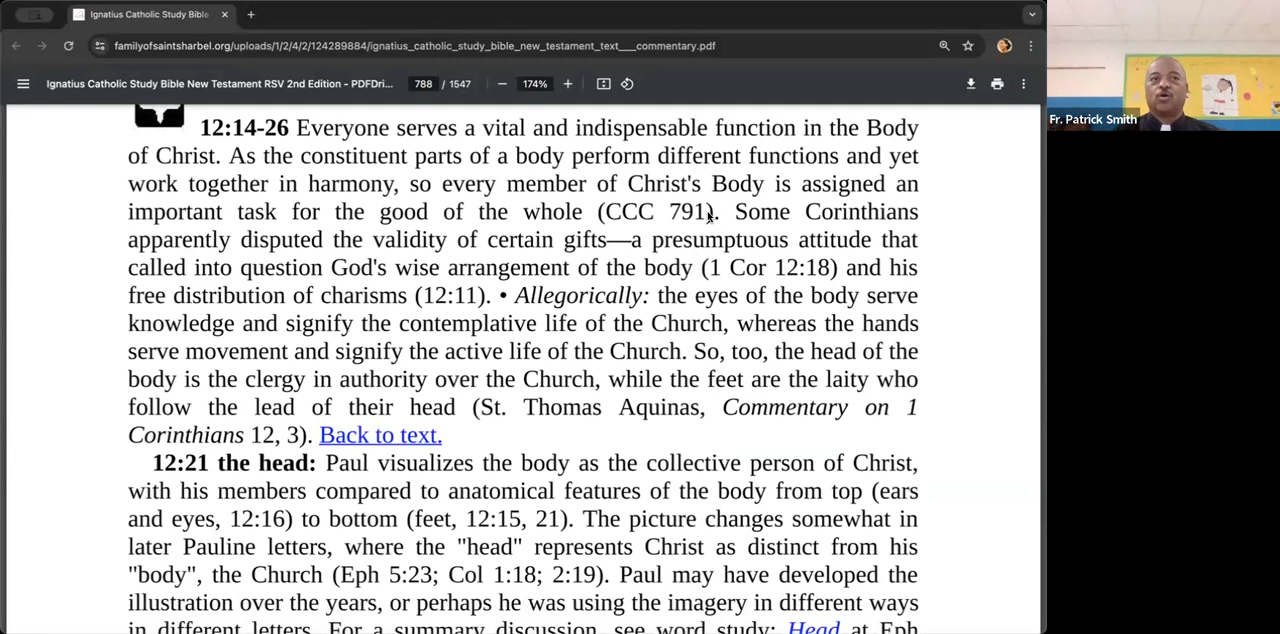 Ignatius Catholic Study Bible
familyofsaintsharbel.org/uploads/1/2/4/2/124289884/ignatius_catholic_study_bible_new_testament_text___commentary.pdf
Ignatius Catholic Study Bible New Testament RSV 2nd Edition - PDFDri... 788 / 1547 174%
Fr. Patrick Smith
12:14-26 Everyone serves a vital and indispensable function in the Body
of Christ. As the constituent parts of a body perform different functions and yet
work together in harmony, so every member of Christ's Body is assigned an
important task for the good of the whole (CCC 791). Some Corinthians
apparently disputed the validity of certain gifts—a presumptuous attitude that
called into question God's wise arrangement of the body (1 Cor 12:18) and his
free distribution of charisms (12:11). • Allegorically: the eyes of the body serve
knowledge and signify the contemplative life of the Church, whereas the hands
serve movement and signify the active life of the Church. So, too, the head of the
body is the clergy in authority over the Church, while the feet are the laity who
follow the lead of their head (St. Thomas Aquinas, Commentary on 1
Corinthians 12, 3). Back to text.
12:21 the head: Paul visualizes the body as the collective person of Christ,
with his members compared to anatomical features of the body from top (ears
and eyes, 12:16) to bottom (feet, 12:15, 21). The picture changes somewhat in
later Pauline letters, where the "head" represents Christ as distinct from his
"body", the Church (Eph 5:23; Col 1:18; 2:19). Paul may have developed the
illustration over the years, or perhaps he was using the imagery in different ways
in different letters. For a summary discussion, see word study: Head at Eph